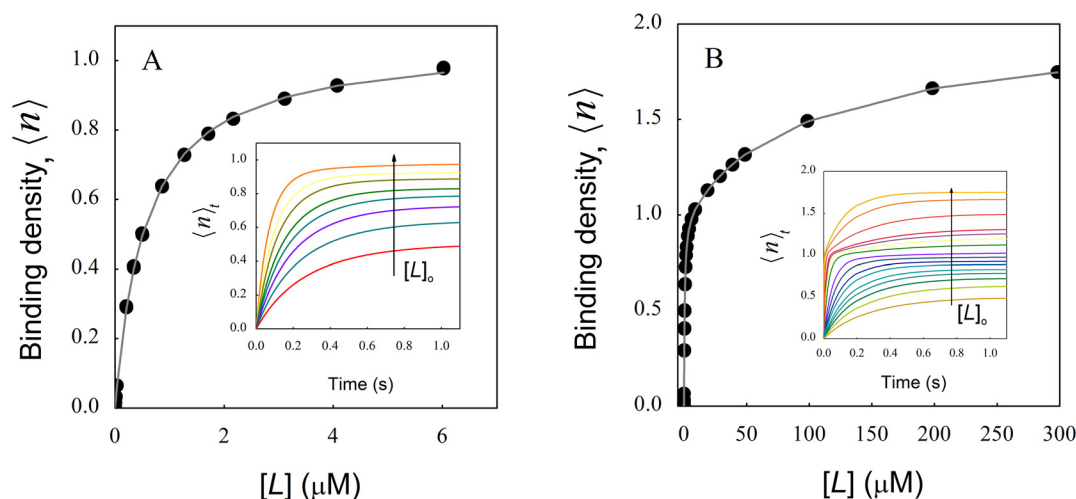 A
Binding density, ⟨n⟩
1.0
0.8
0.6
0.4
0.2
0.0
0 2 4 6
[L] (μM)
⟨n⟩t
1.0
0.8
0.6
0.4
0.2
0.0
[L]o
0.0 0.2 0.4 0.6 0.8 1.0
Time (s)
B
Binding density, ⟨n⟩
2.0
1.5
1.0
0.5
0.0
0 50 100 150 200 250 300
[L] (μM)
⟨n⟩t
2.0
1.5
1.0
0.5
0.0
[L]o
0.0 0.2 0.4 0.6 0.8 1.0
Time (s)